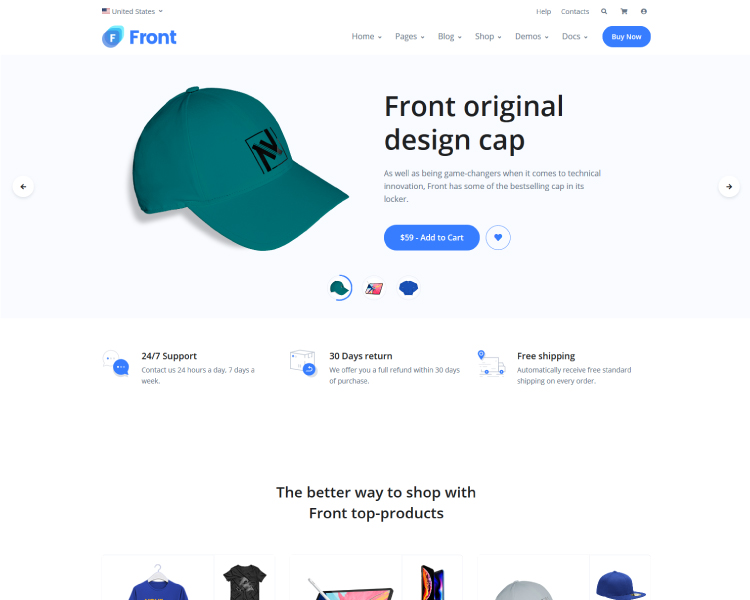 United States
Help Contacts
Front
Home Pages Blog Shop Demos Docs Buy Now
Front original
design cap
As well as being game-changers when it comes to technical
innovation, Front has some of the bestselling cap in its
locker.
$59 - Add to Cart
24/7 Support
Contact us 24 hours a day, 7 days a
week.
30 Days return
We offer you a full refund within 30 days
of purchase.
Free shipping
Automatically receive free standard
shipping on every order.
The better way to shop with
Front top-products